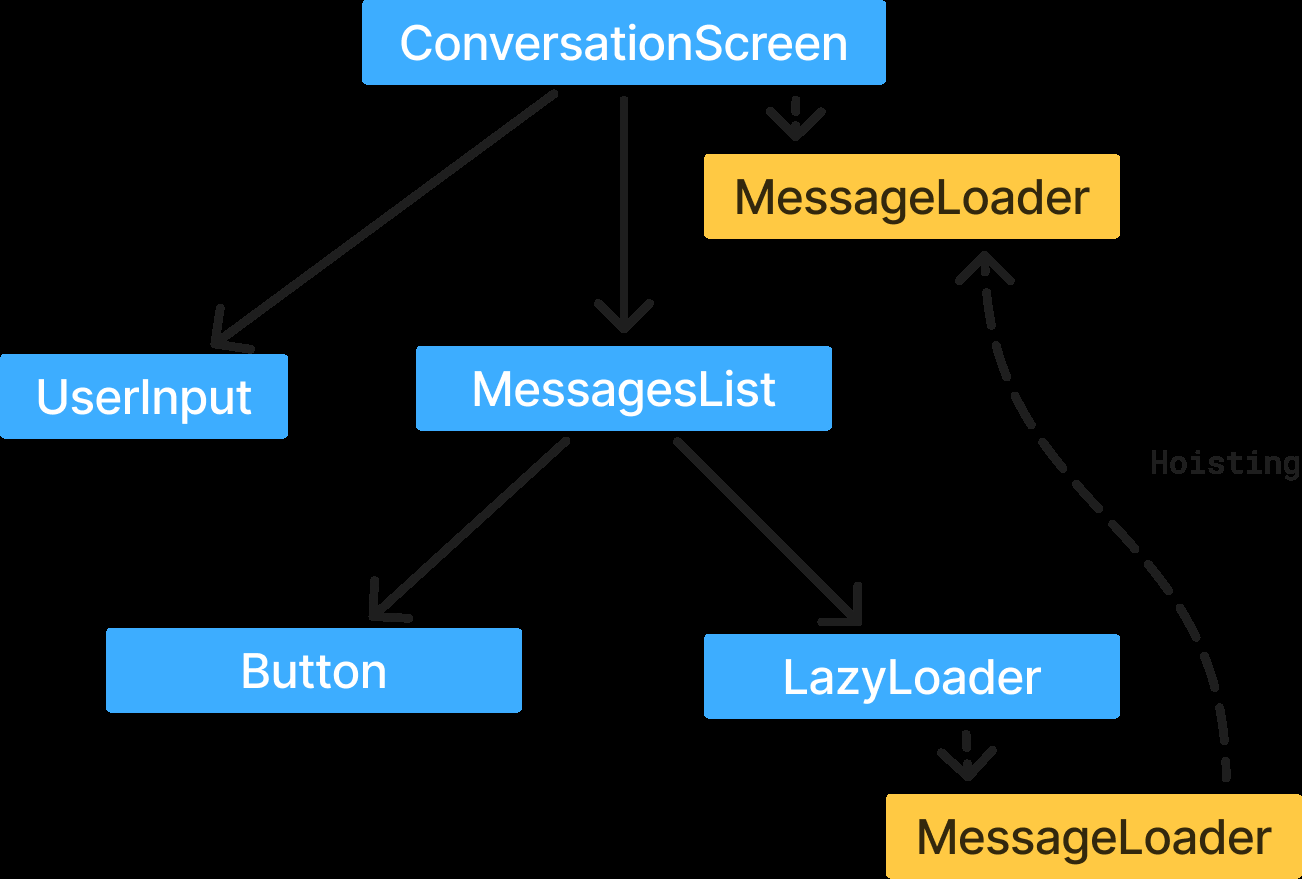 ConversationScreen
MessageLoader
UserInput
MessagesList
Hoisting
Button
LazyLoader
MessageLoader